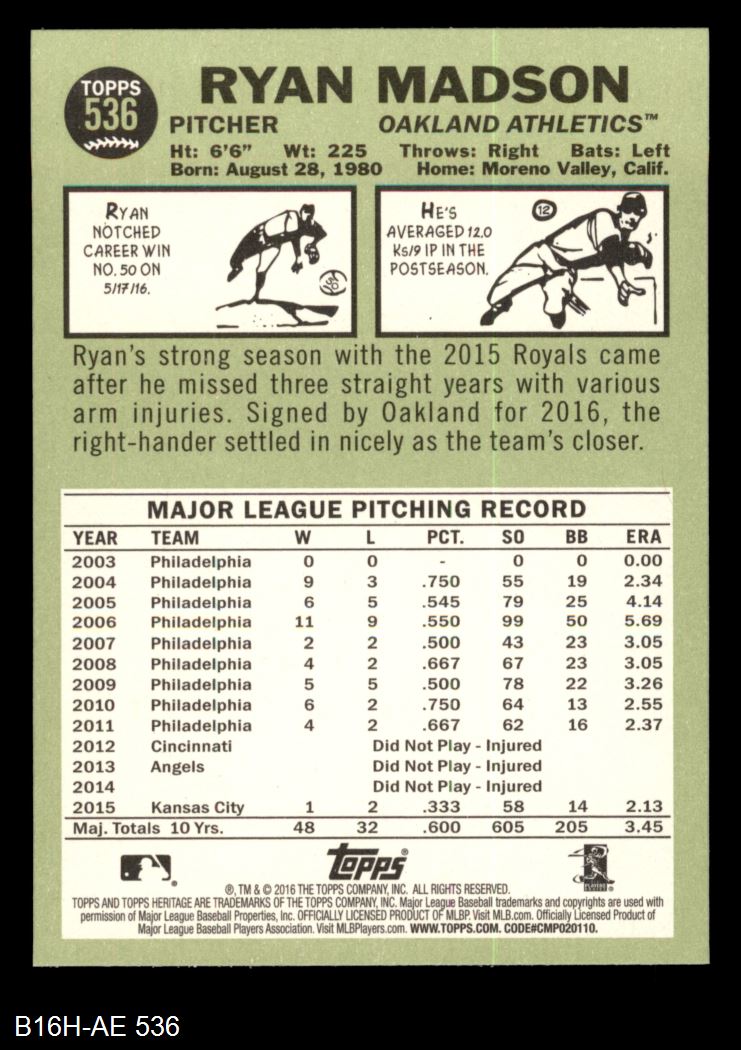 TOPPS
536
RYAN MADSON
PITCHER OAKLAND ATHLETICS™
Ht: 6'6" Wt: 225 Throws: Right Bats: Left
Born: August 28, 1980 Home: Moreno Valley, Calif.
RYAN
NOTCHED
CAREER WIN
NO. 50 ON
5/17/16.
50
HE'S
AVERAGED 12.0
Ks/9 IP IN THE
POSTSEASON.
12
Ryan's strong season with the 2015 Royals came
after he missed three straight years with various
arm injuries. Signed by Oakland for 2016, the
right-hander settled in nicely as the team's closer.
MAJOR LEAGUE PITCHING RECORD
YEAR TEAM W L PCT. SO BB ERA
2003 Philadelphia 0 0 - 0 0 0.00
2004 Philadelphia 9 3 .750 55 19 2.34
2005 Philadelphia 6 5 .545 79 25 4.14
2006 Philadelphia 11 9 .550 99 50 5.69
2007 Philadelphia 2 2 .500 43 23 3.05
2008 Philadelphia 4 2 .667 67 23 3.05
2009 Philadelphia 5 5 .500 78 22 3.26
2010 Philadelphia 6 2 .750 64 13 2.55
2011 Philadelphia 4 2 .667 62 16 2.37
2012 Cincinnati Did Not Play - Injured
2013 Angels Did Not Play - Injured
2014 Did Not Play - Injured
2015 Kansas City 1 2 .333 58 14 2.13
Maj. Totals 10 Yrs. 48 32 .600 605 205 3.45
topps®
PLAYERS
®, TM & © 2016 THE TOPPS COMPANY, INC. ALL RIGHTS RESERVED.
TOPPS AND TOPPS HERITAGE ARE TRADEMARKS OF THE TOPPS COMPANY, INC. Major League Baseball trademarks and copyrights are used with
permission of Major League Baseball Properties, Inc. OFFICIALLY LICENSED PRODUCT OF MLBP. Visit MLB.com. Officially Licensed Product of
Major League Baseball Players Association. Visit MLBPlayers.com. WWW.TOPPS.COM. CODE#CMP020110.
B16H-AE 536